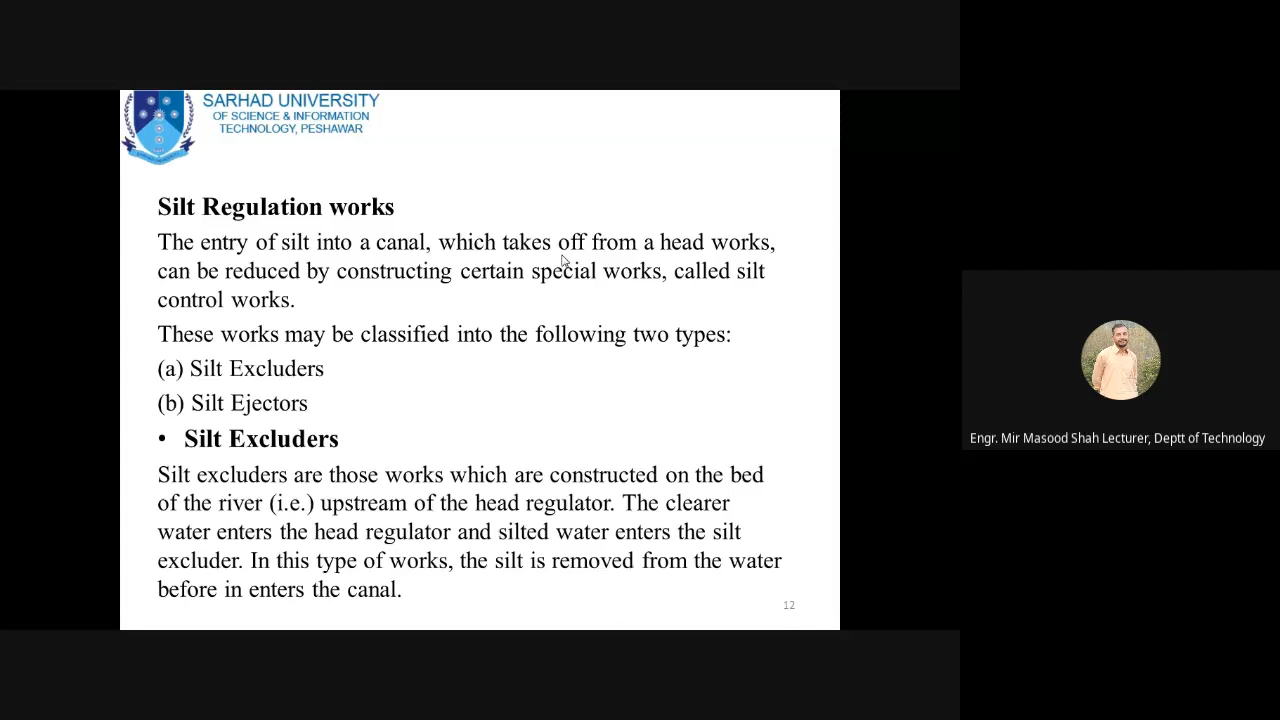 SARHAD UNIVERSITY
OF SCIENCE & INFORMATION
TECHNOLOGY, PESHAWAR
Silt Regulation works
The entry of silt into a canal, which takes off from a head works,
can be reduced by constructing certain special works, called silt
control works.
These works may be classified into the following two types:
(a) Silt Excluders
(b) Silt Ejectors
• Silt Excluders
Silt excluders are those works which are constructed on the bed
of the river (i.e.) upstream of the head regulator. The clearer
water enters the head regulator and silted water enters the silt
excluder. In this type of works, the silt is removed from the water
before in enters the canal.
12
Engr. Mir Masood Shah Lecturer, Deptt of Technology